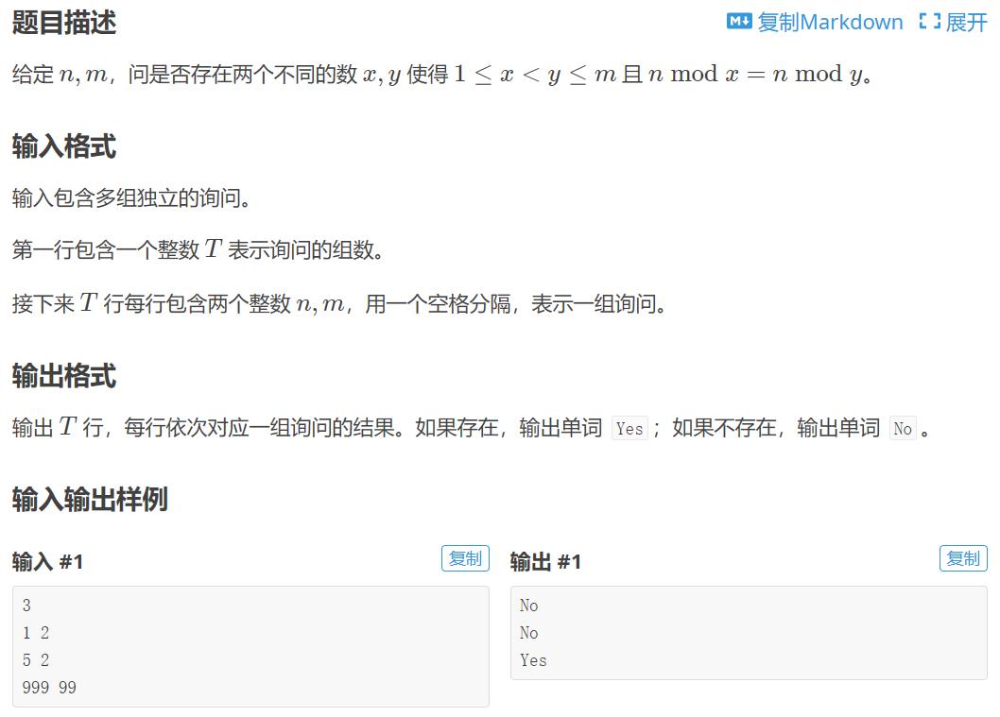 题目描述 复制Markdown 展开
给定 n, m，问是否存在两个不同的数 x, y 使得 1 ≤ x < y ≤ m 且 n mod x = n mod y。
输入格式
输入包含多组独立的询问。
第一行包含一个整数 T 表示询问的组数。
接下来 T 行每行包含两个整数 n, m，用一个空格分隔，表示一组询问。
输出格式
输出 T 行，每行依次对应一组询问的结果。如果存在，输出单词 Yes；如果不存在，输出单词 No。
输入输出样例
输入 #1 复制
3
1 2
5 2
999 99
输出 #1 复制
No
No
Yes